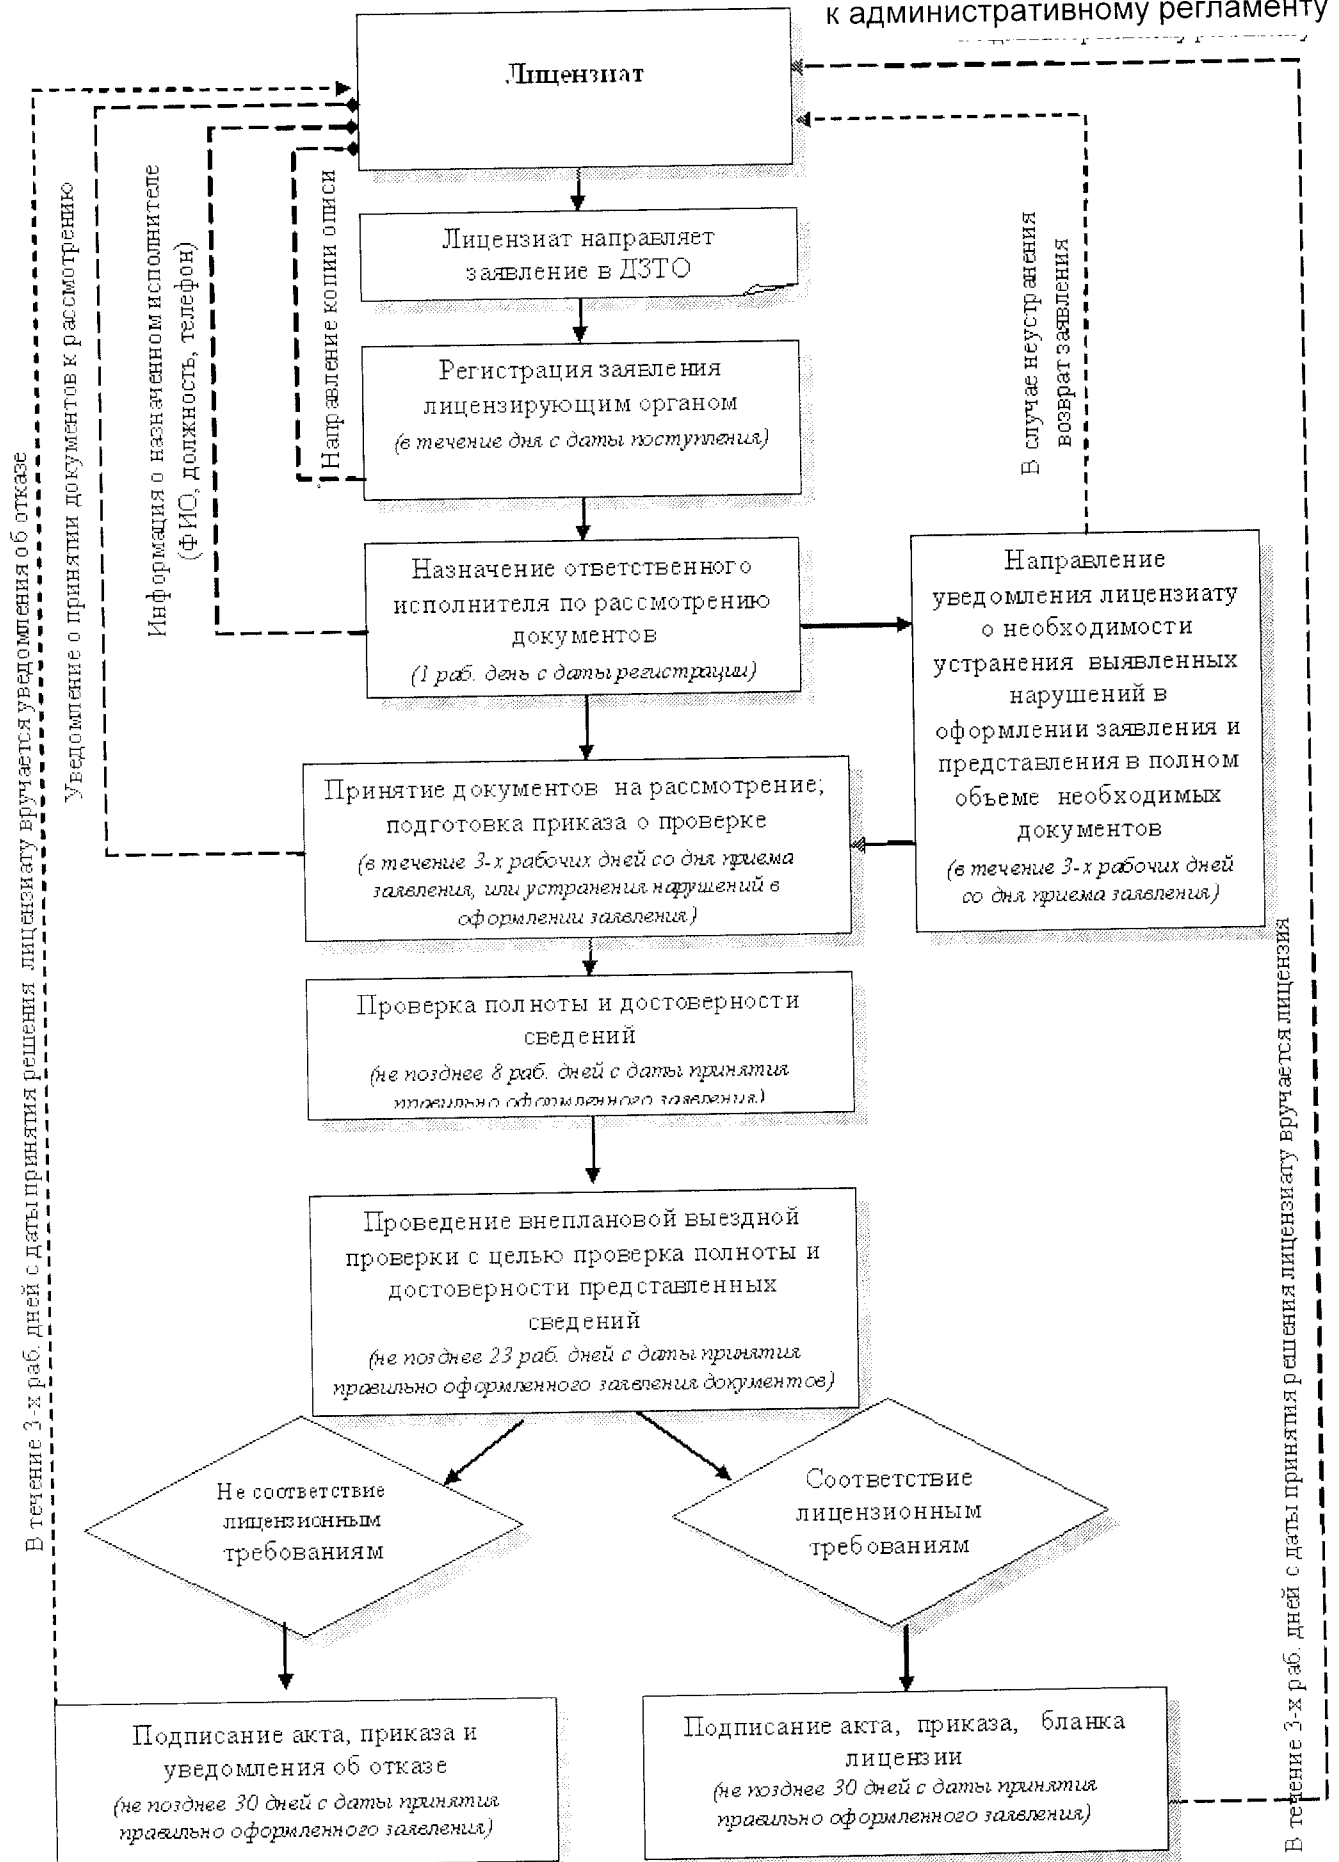 к административному регламенту
Лицензиат
Лицензиат направляет
заявление в ДЗТО
Регистрация заявления
лицензирующим органом
(в течение дня с даты поступления)
Назначение ответственного
исполнителя по рассмотрению
документов
(1 раб. день с даты регистрации)
Направление
уведомления лицензиату
о необходимости
устранения выявленных
нарушений в
оформлении заявления и
представления в полном
объеме необходимых
документов
(в течение 3-х рабочих дней
со дня приема заявления)
Принятие документов на рассмотрение;
подготовка приказа о проверке
(в течение 3-х рабочих дней со дня приема
заявления, или устранения нарушений в
оформлении заявления)
Проверка полноты и достоверности
сведений
(не позднее 8 раб. дней с даты принятия
правильно оформленного заявления)
Проведение внеплановой выездной
проверки с целью проверка полноты и
достоверности представленных
сведений
(не позднее 23 раб. дней с даты принятия
правильно оформленного заявления документов)
Не соответствие
лицензионным
требованиям
Соответствие
лицензионным
требованиям
Подписание акта, приказа и
уведомления об отказе
(не позднее 30 дней с даты принятия
правильно оформленного заявления)
Подписание акта, приказа, бланка
лицензии
(не позднее 30 дней с даты принятия
правильно оформленного заявления)
В течение 3-х раб. дней с даты принятия решения лицензиату вручается уведомления об отказе
Уведомление о принятии документов к рассмотрению
Информация о назначенном исполнителе
(ФИО, должность, телефон)
Направление копии описи
В случае неустранения
возврат заявления
В течение 3-х раб. дней с даты принятия решения лицензиату вручается лицензия